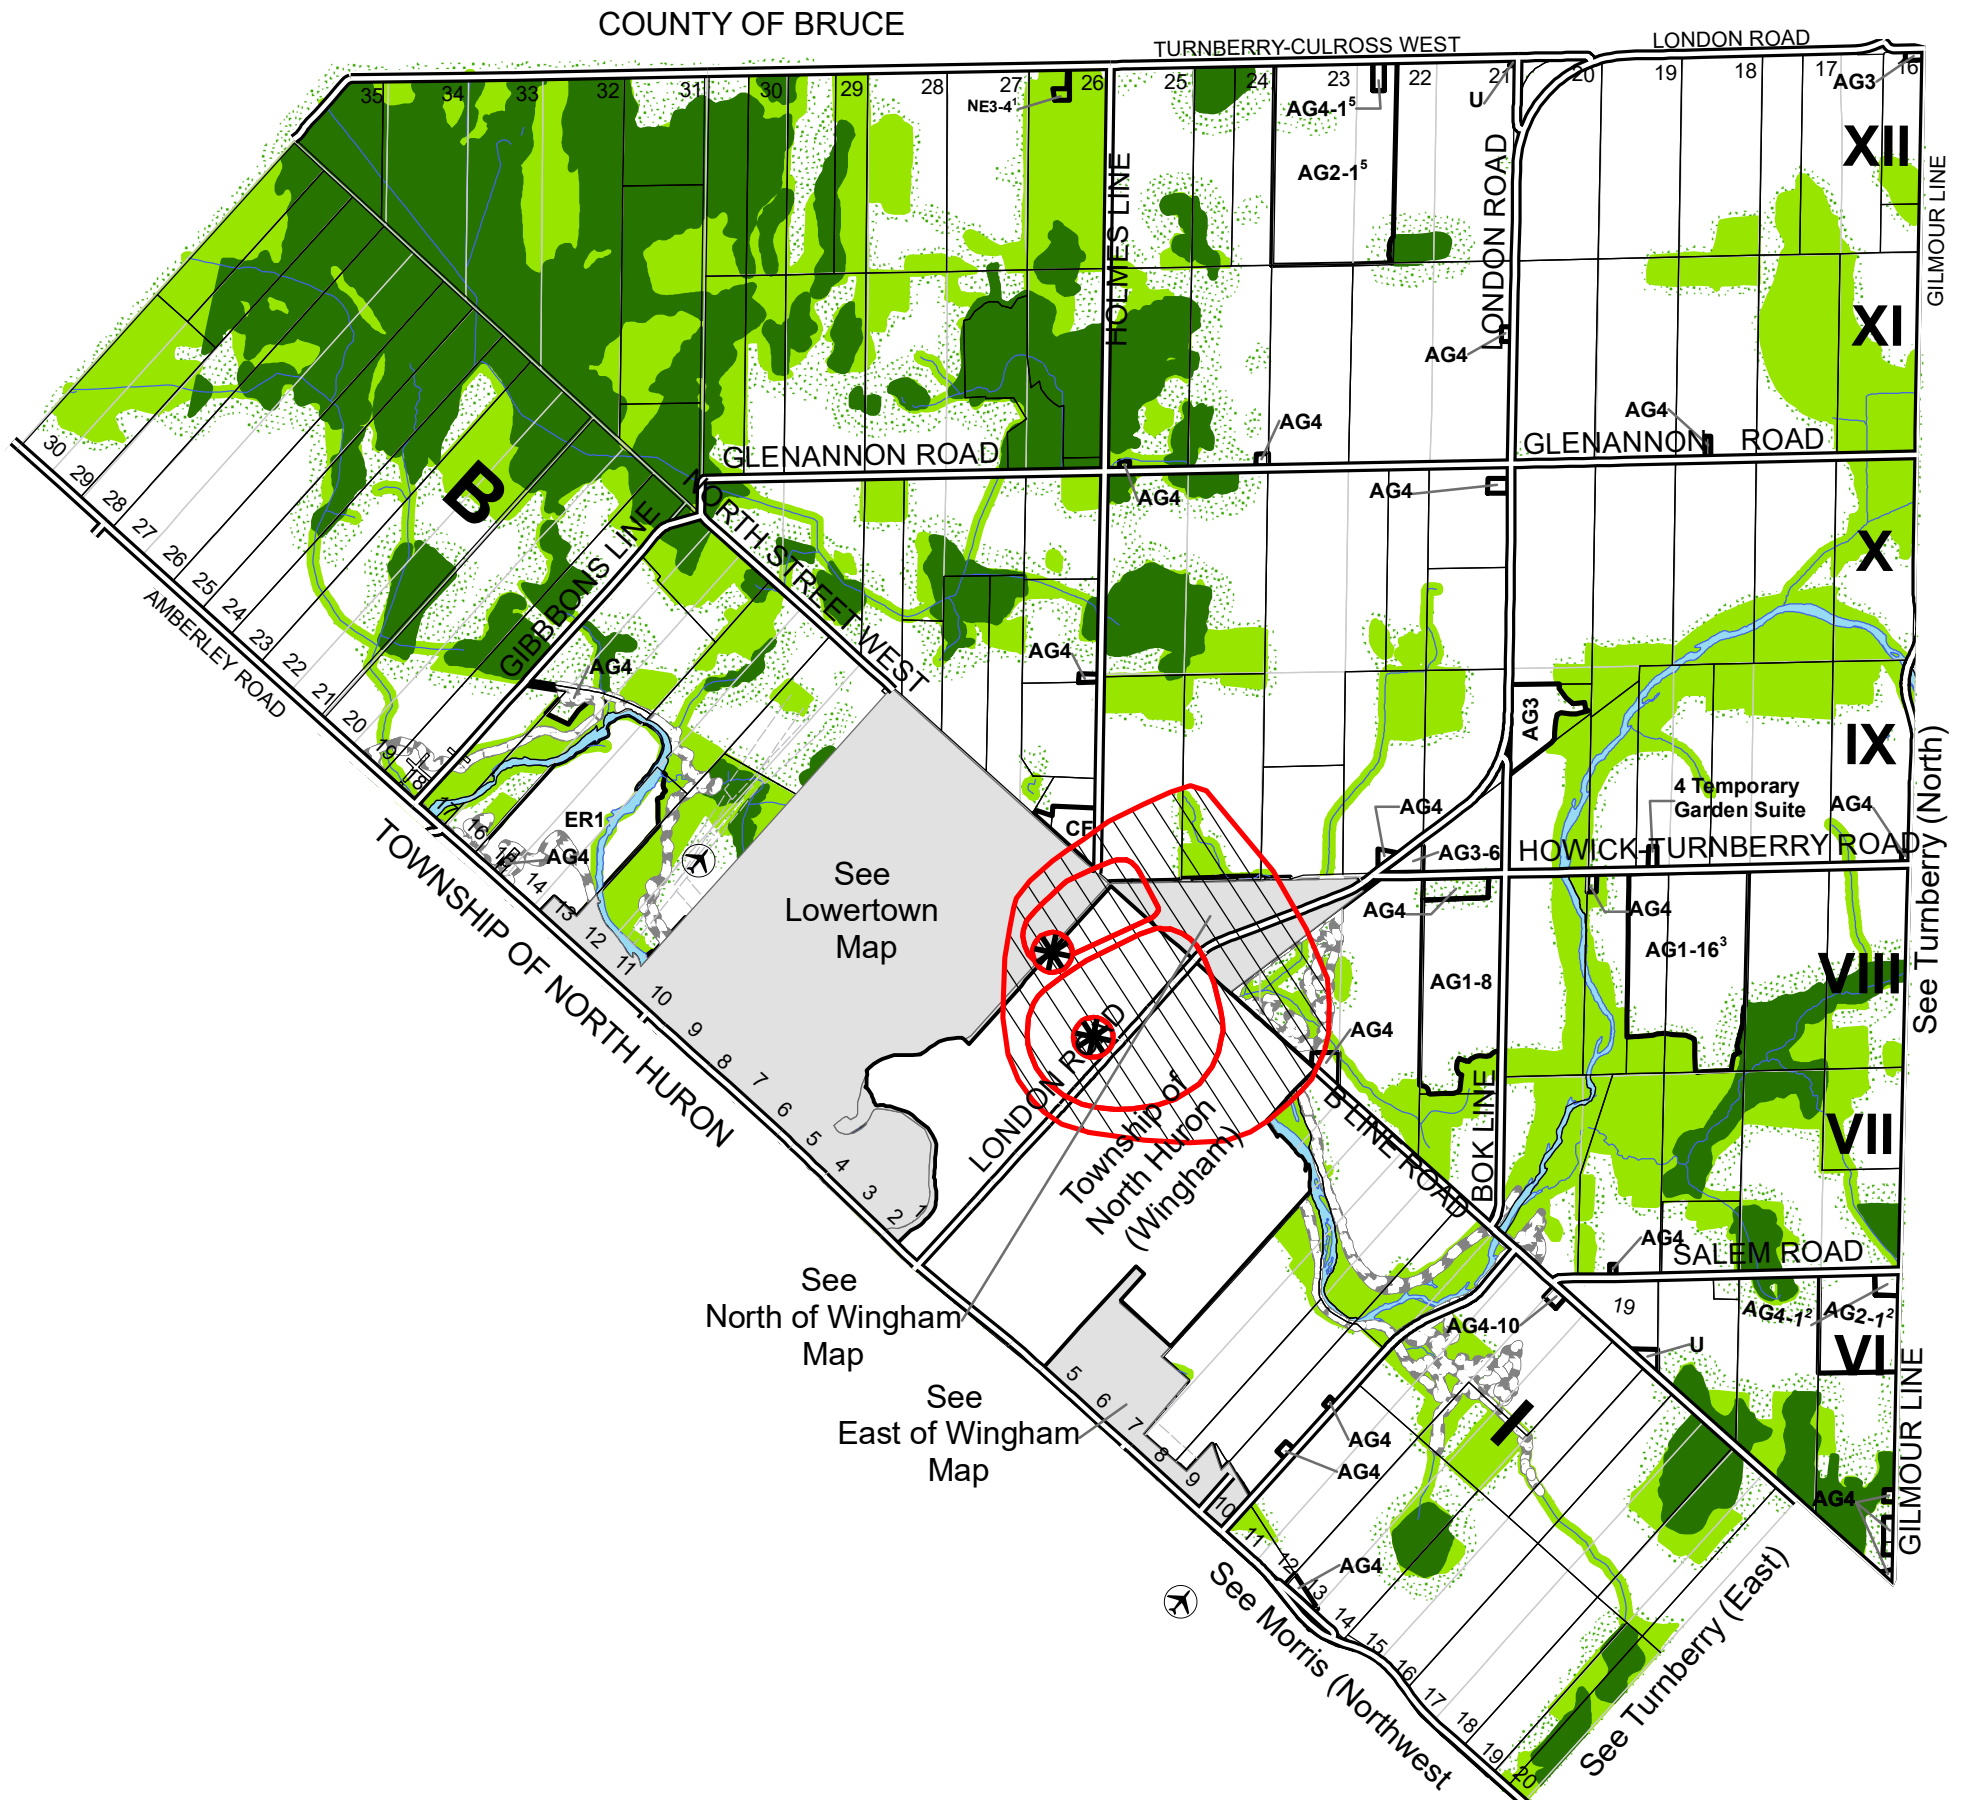 COUNTY OF BRUCE
TURNBERRY-CULROSS WEST
LONDON ROAD
35
34
33
32
31
30
29
28
27
26
25
24
23
22
21
20
19
18
17
16
NE3-4¹
AG4-1⁵
U
AG3
AG2-1⁵
XII
HOLMES LINE
LONDON ROAD
GILMOUR LINE
XI
AG4
AG4
AG4
GLENANNON ROAD
GLENANNON ROAD
AG4
AG4
B
NORTH STREET WEST
GIBBBONS LINE
X
30
29
28
27
26
25
24
23
22
21
20
19
18
17
16
15
14
13
12
11
10
9
8
7
6
5
4
3
2
1
AMBERLEY ROAD
AG4
AG4
AG3
IX
See Turnberry (North)
4 Temporary
Garden Suite
AG4
AG4
ER1
AG4
CF
AG3-6
HOWICK-TURNBERRY ROAD
TOWNSHIP OF NORTH HURON
See
Lowertown
Map
AG4
AG4
AG1-16³
AG1-8
VIII
AG4
LONDON ROAD
Township of
North Huron
(Wingham)
B LINE ROAD
BOK LINE
VII
AG4
SALEM ROAD
See
North of Wingham
Map
AG4-10
19
AG4-1²
AG2-1²
U
VI
GILMOUR LINE
See
East of Wingham
Map
5
6
7
8
9
10
11
12
13
14
15
16
17
18
19
20
AG4
AG4
I
AG4
AG4
See Morris (Northwest
See Turnberry (East)